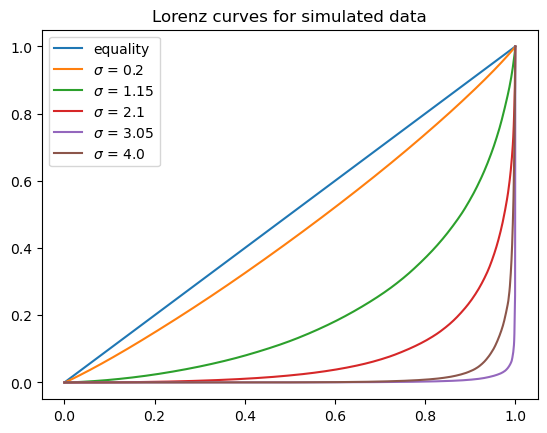 Lorenz curves for simulated data
equality
σ = 0.2
σ = 1.15
σ = 2.1
σ = 3.05
σ = 4.0
1.0
0.8
0.6
0.4
0.2
0.0
0.0 0.2 0.4 0.6 0.8 1.0